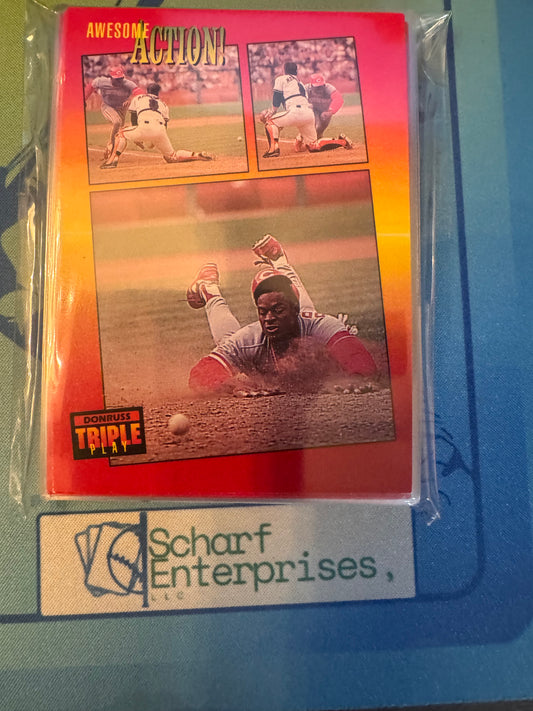 AWESOME
ACTION!
DONRUSS
TRIPLE
PLAY
Scharf
Enterprises,
LLC